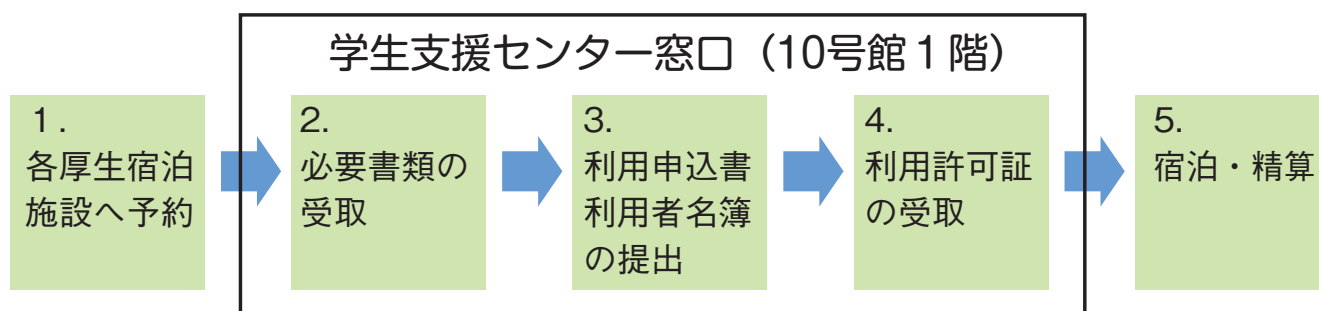 学生支援センター窓口（10号館１階）
１.
各厚生宿泊
施設へ予約
2.
必要書類の
受取
3.
利用申込書
利用者名簿
の提出
4.
利用許可証
の受取
5.
宿泊・精算